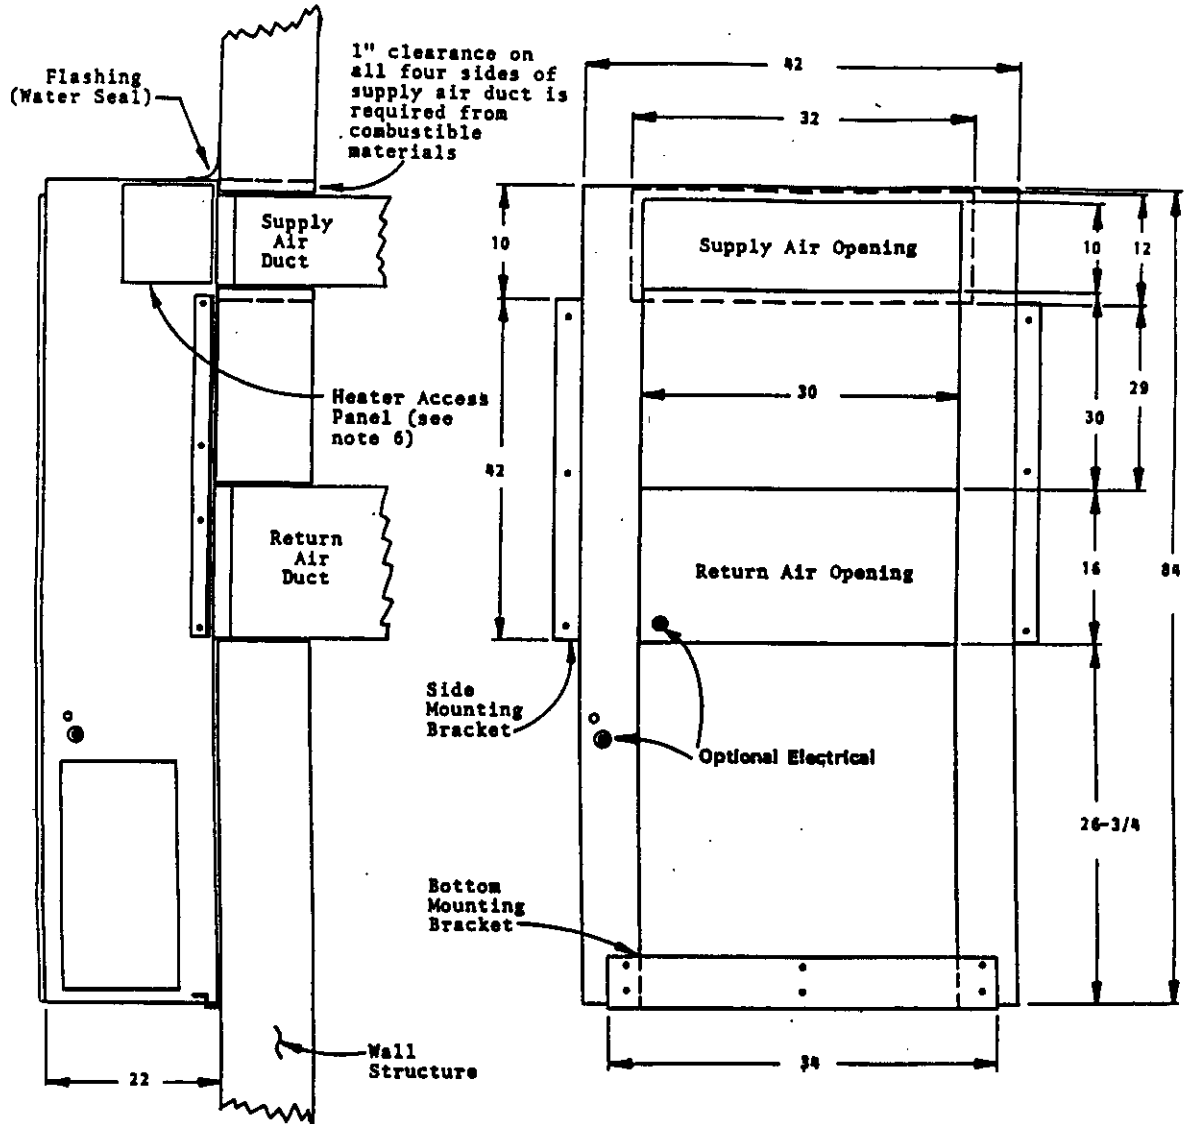 Flashing
(Water Seal)
1" clearance on
all four sides of
supply air duct is
required from
combustible
materials
Supply
Air
Duct
Heater Access
Panel (see
note 6)
Return
Air
Duct
22
Wall
Structure
42
32
10
Supply Air Opening
10
12
30
29
30
42
Return Air Opening
16
84
Side
Mounting
Bracket
Optional Electrical
26-3/4
Bottom
Mounting
Bracket
34